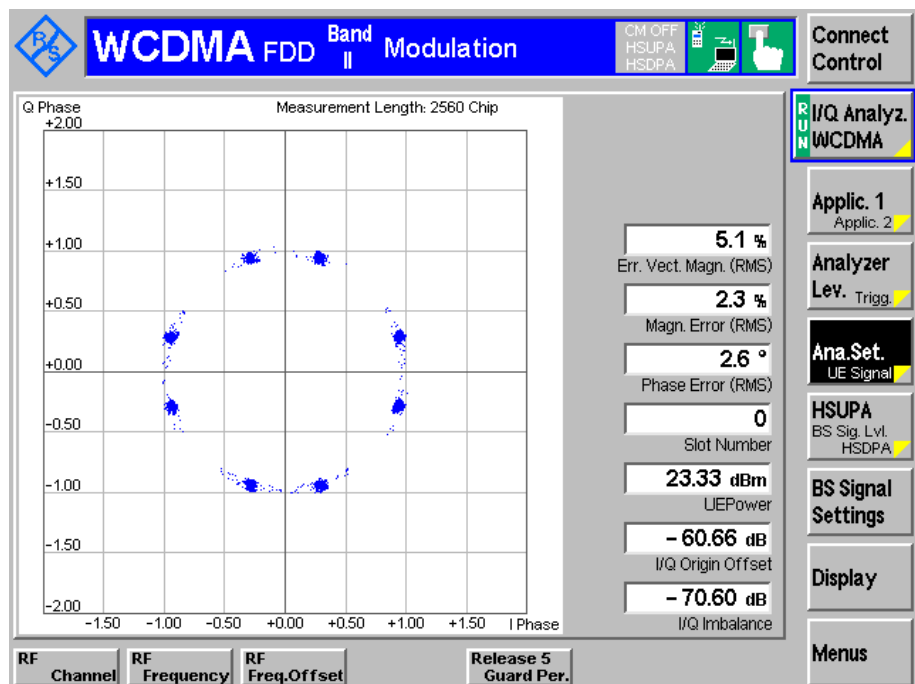 R&S
WCDMA FDD Band II Modulation
CM OFF
HSUPA
HSDPA
Connect
Control
Q Phase
Measurement Length: 2560 Chip
+2.00
+1.50
+1.00
+0.50
+0.00
-0.50
-1.00
-1.50
-2.00
-1.50 -1.00 -0.50 +0.00 +0.50 +1.00 +1.50 I Phase
5.1 %
Err. Vect. Magn. (RMS)
2.3 %
Magn. Error (RMS)
2.6 °
Phase Error (RMS)
0
Slot Number
23.33 dBm
UEPower
-60.66 dB
I/Q Origin Offset
-70.60 dB
I/Q Imbalance
RUN
I/Q Analyz.
WCDMA
Applic. 1
Applic. 2
Analyzer
Lev. Trigg.
Ana.Set.
UE Signal
HSUPA
BS Sig. Lvl.
HSDPA
BS Signal
Settings
Display
Menus
RF
Channel
RF
Frequency
RF
Freq.Offset
Release 5
Guard Per.